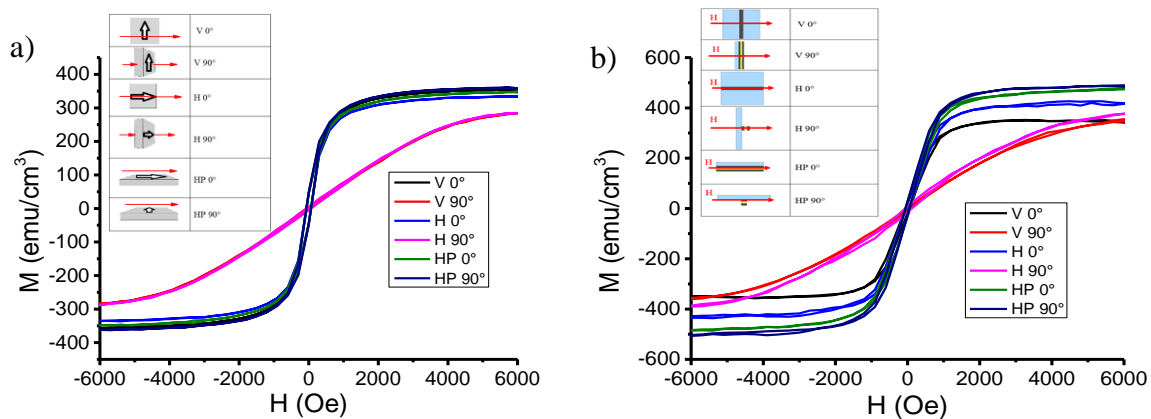 a)
V 0°
V 90°
H 0°
H 90°
HP 0°
HP 90°
M (emu/cm³)
400
300
200
100
0
-100
-200
-300
-400
-6000 -4000 -2000 0 2000 4000 6000
H (Oe)
V 0°
V 90°
H 0°
H 90°
HP 0°
HP 90°
b)
H V 0°
H V 90°
H H 0°
H H 90°
H HP 0°
H HP 90°
M (emu/cm³)
600
400
200
0
-200
-400
-600
-6000 -4000 -2000 0 2000 4000 6000
H (Oe)
V 0°
V 90°
H 0°
H 90°
HP 0°
HP 90°